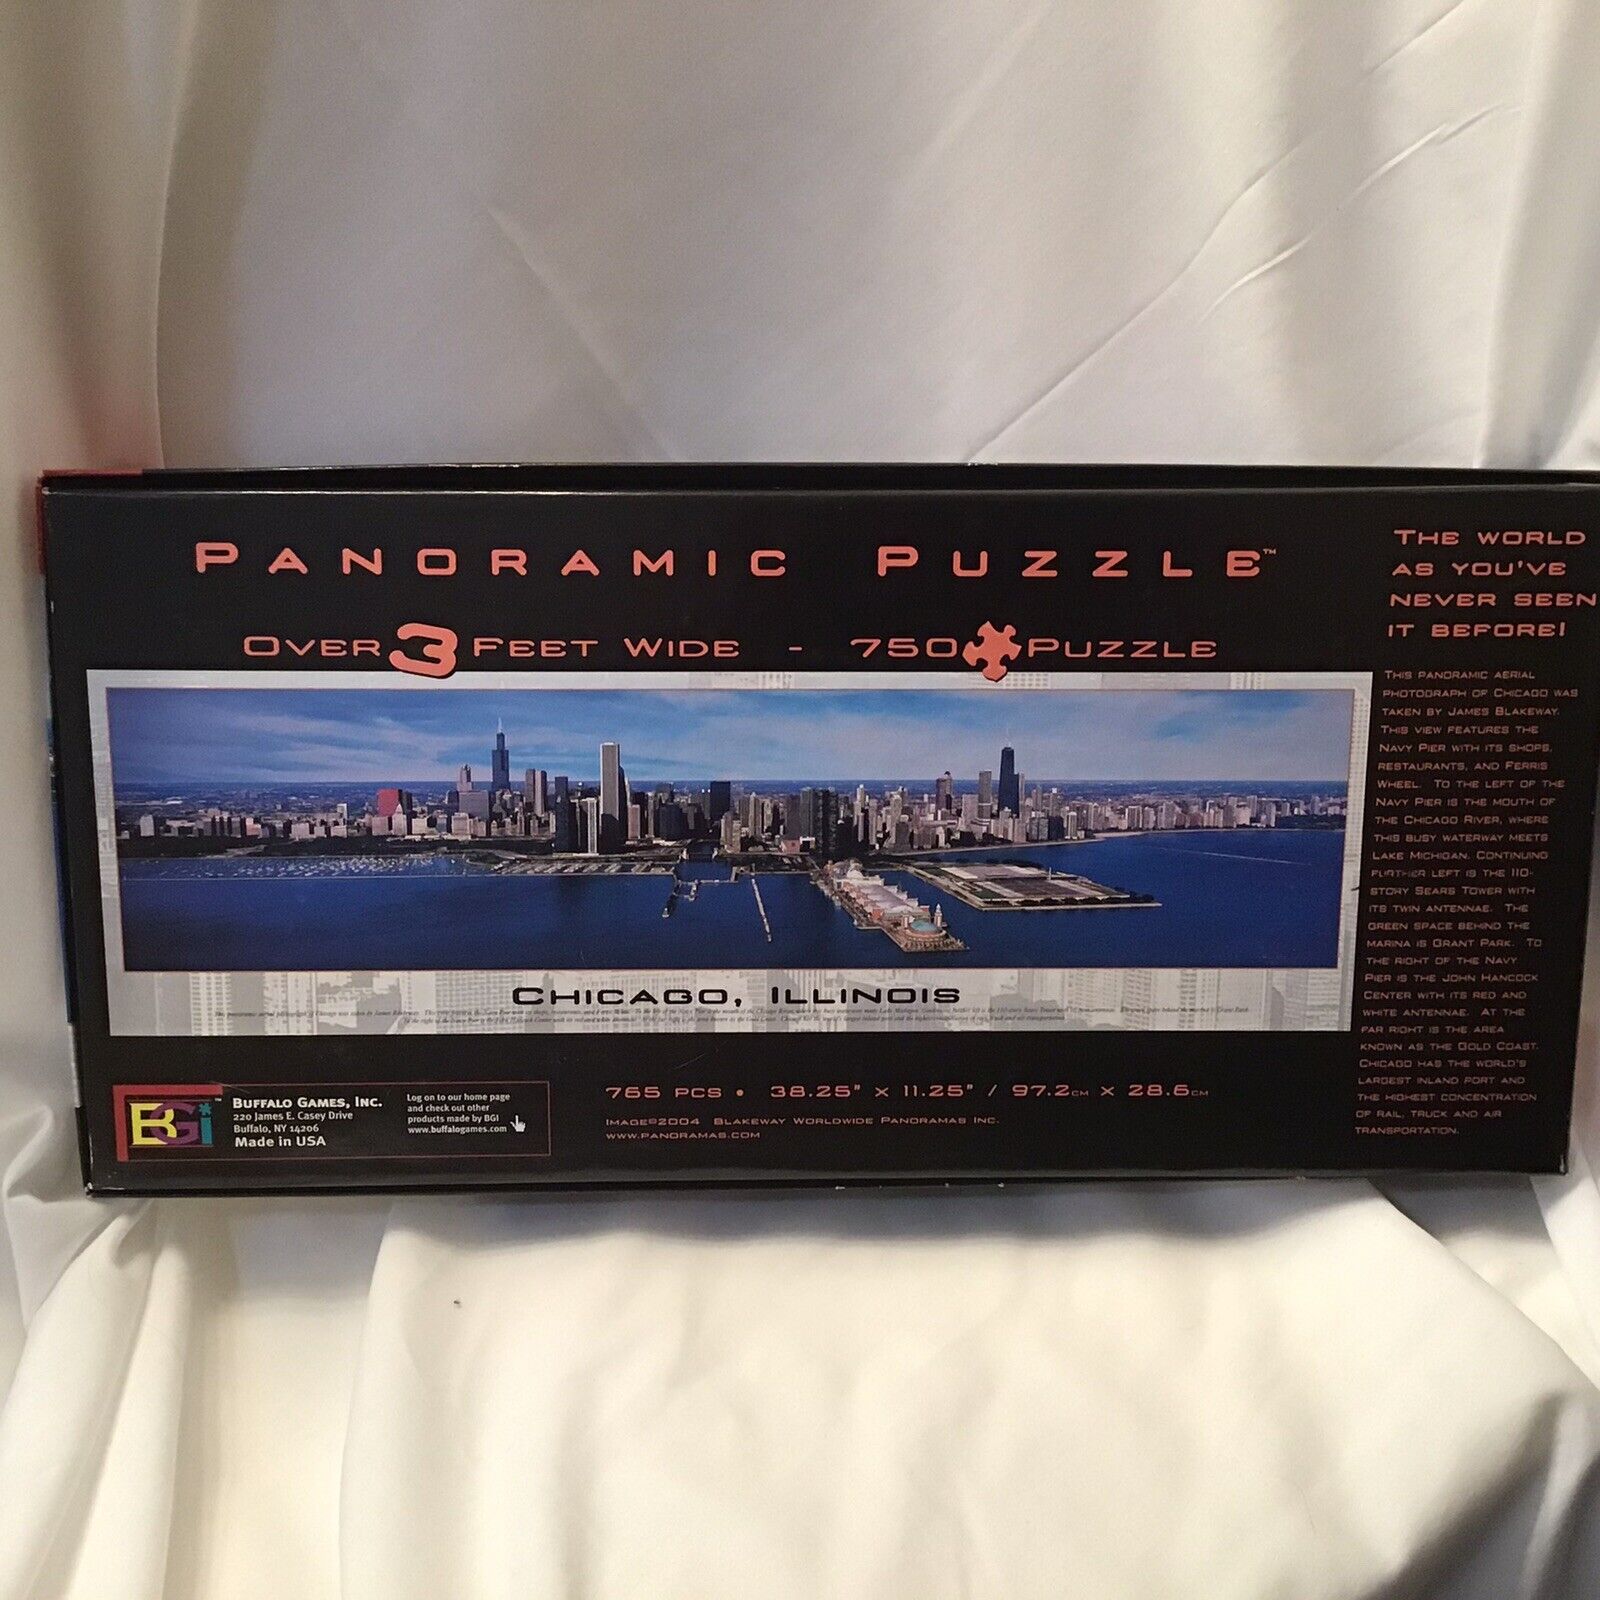 PANORAMIC PUZZLE™
OVER 3 FEET WIDE - 750 PUZZLE
CHICAGO, ILLINOIS
THE WORLD
AS YOU'VE
NEVER SEEN
IT BEFORE!
THIS PANORAMIC AERIAL
PHOTOGRAPH OF CHICAGO WAS
TAKEN BY JAMES BLAKEWAY.
THIS VIEW FEATURES THE
NAVY PIER WITH ITS SHOPS,
RESTAURANTS, AND FERRIS
WHEEL. TO THE LEFT OF THE
NAVY PIER IS THE MOUTH OF
THE CHICAGO RIVER, WHERE
THIS BUSY WATERWAY MEETS
LAKE MICHIGAN. CONTINUING
FURTHER LEFT IS THE 110-
STORY SEARS TOWER WITH
ITS TWIN ANTENNAE. THE
GREEN SPACE BEHIND THE
MARINA IS GRANT PARK. TO
THE RIGHT OF THE NAVY
PIER IS THE JOHN HANCOCK
CENTER WITH ITS RED AND
WHITE ANTENNAE. AT THE
FAR RIGHT IS THE AREA
KNOWN AS THE GOLD COAST.
CHICAGO HAS THE WORLD'S
LARGEST INLAND PORT AND
THE HIGHEST CONCENTRATION
OF RAIL, TRUCK AND AIR
TRANSPORTATION.
BGi™
BUFFALO GAMES, INC.
220 James E. Casey Drive
Buffalo, NY 14206
Made in USA
Log on to our home page
and check out other
products made by BGI
www.buffalogames.com
765 PCS • 38.25" X 11.25" / 97.2CM X 28.6CM
IMAGE©2004 BLAKEWAY WORLDWIDE PANORAMAS INC.
WWW.PANORAMAS.COM